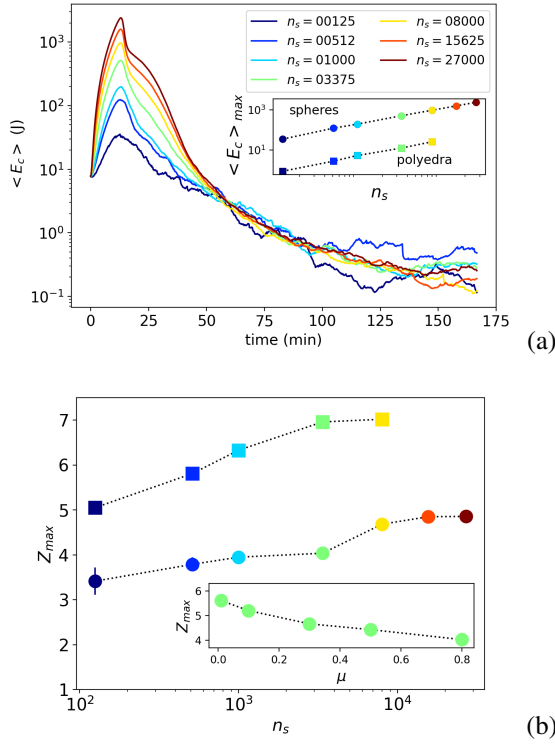 n_s = 00125
n_s = 00512
n_s = 01000
n_s = 03375
n_s = 08000
n_s = 15625
n_s = 27000
10³
10²
10¹
10⁰
10⁻¹
< E_c > (J)
< E_c >_max
10³
10¹
spheres
polyedra
n_s
0 25 50 75 100 125 150 175
time (min)
(a)
7
6
5
4
3
2
1
Z_max
Z_max
6
5
4
0.0 0.2 0.4 0.6 0.8
μ
10² 10³ 10⁴
n_s
(b)